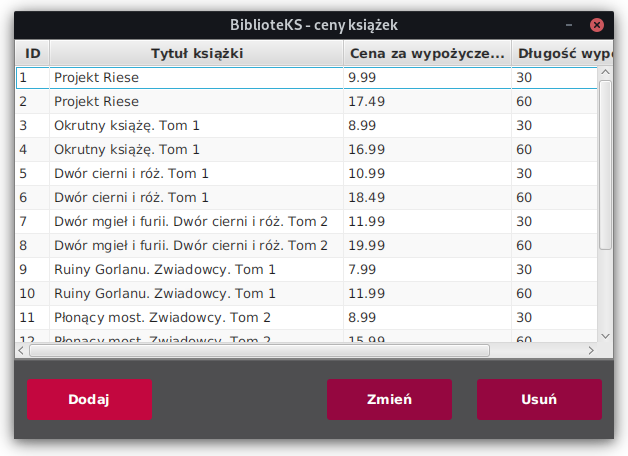 BiblioteKS - ceny książek
ID Tytuł książki Cena za wypożycze... Długość wypo
1 Projekt Riese 9.99 30
2 Projekt Riese 17.49 60
3 Okrutny książę. Tom 1 8.99 30
4 Okrutny książę. Tom 1 16.99 60
5 Dwór cierni i róż. Tom 1 10.99 30
6 Dwór cierni i róż. Tom 1 18.49 60
7 Dwór mgieł i furii. Dwór cierni i róż. Tom 2 11.99 30
8 Dwór mgieł i furii. Dwór cierni i róż. Tom 2 19.99 60
9 Ruiny Gorlanu. Zwiadowcy. Tom 1 7.99 30
10 Ruiny Gorlanu. Zwiadowcy. Tom 1 11.99 60
11 Płonący most. Zwiadowcy. Tom 2 8.99 30
12 Płonący most. Zwiadowcy. Tom 2 15.99 60
Dodaj Zmień Usuń